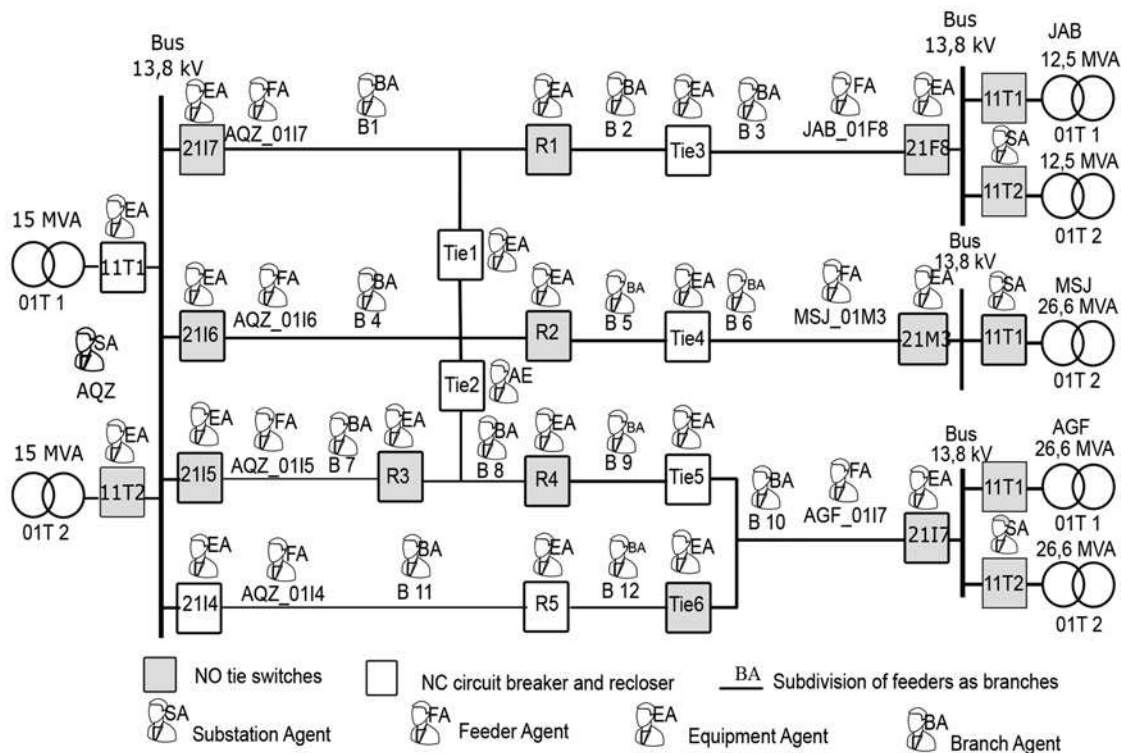 Bus
13,8 kV
Bus
13,8 kV
JAB
12,5 MVA
EA
FA
BA
EA
BA
EA
BA
FA
EA
11T1
01T 1
21I7
AQZ_01I7
B1
R1
B 2
Tie3
B 3
JAB_01F8
21F8
SA
12,5 MVA
11T2
01T 2
15 MVA
EA
11T1
01T 1
Tie1
EA
Bus
13,8 kV
MSJ
26,6 MVA
EA
FA
BA
EA
BA
EA
BA
FA
EA
SA
21I6
AQZ_01I6
B 4
R2
B 5
Tie4
B 6
MSJ_01M3
21M3
11T1
01T 2
SA
AQZ
Tie2
AE
15 MVA
EA
11T2
01T 2
EA
FA
BA
EA
BA
EA
BA
EA
21I5
AQZ_01I5
B 7
R3
B 8
R4
B 9
Tie5
BA
B 10
FA
AGF_01I7
EA
21I7
Bus
13,8 kV
AGF
26,6 MVA
11T1
01T 1
SA
26,6 MVA
11T2
01T 2
EA
FA
BA
EA
BA
EA
21I4
AQZ_01I4
B 11
R5
B 12
Tie6
NO tie switches
NC circuit breaker and recloser
BA
Subdivision of feeders as branches
SA
Substation Agent
FA
Feeder Agent
EA
Equipment Agent
BA
Branch Agent